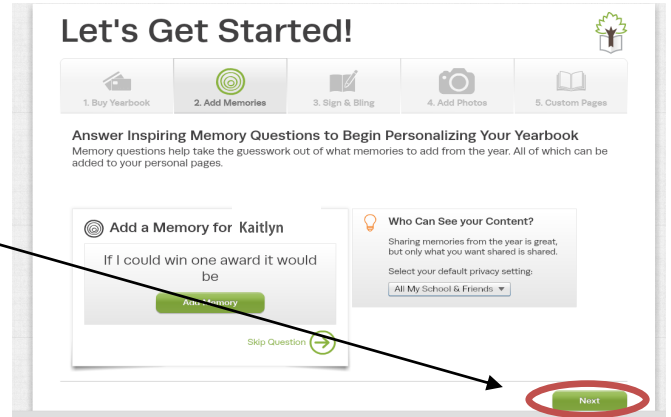 Let's Get Started!
1. Buy Yearbook
2. Add Memories
3. Sign & Bling
4. Add Photos
5. Custom Pages
Answer Inspiring Memory Questions to Begin Personalizing Your Yearbook
Memory questions help take the guesswork out of what memories to add from the year. All of which can be
added to your personal pages.
Add a Memory for Kaitlyn
If I could win one award it would
be
Add Memory
Skip Question
Who Can See your Content?
Sharing memories from the year is great,
but only what you want shared is shared.
Select your default privacy setting:
All My School & Friends
Next